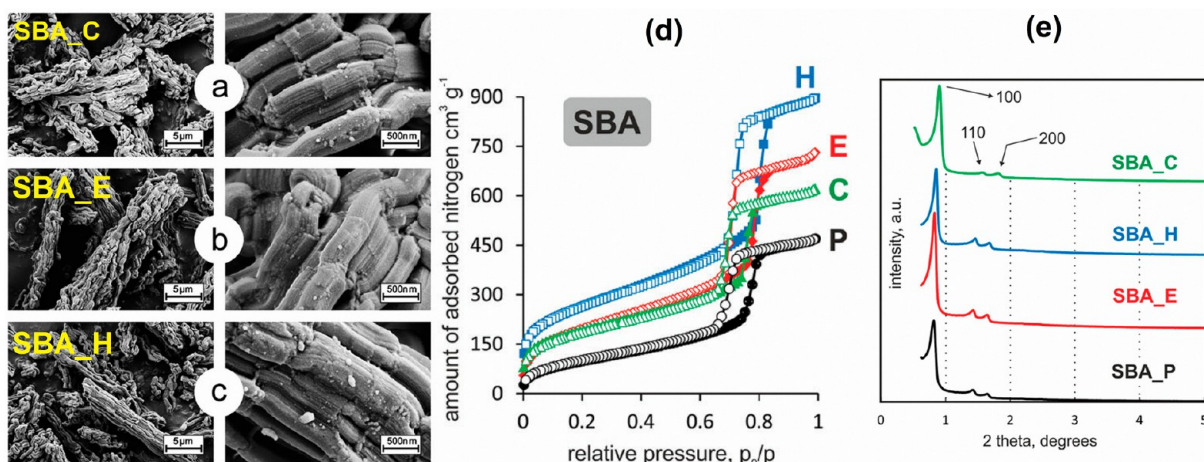 SBA_C
5μm
a
500nm
SBA_E
5μm
b
500nm
SBA_H
5μm
c
500nm
(d)
SBA
H
E
C
P
amount of adsorbed nitrogen cm³ g⁻¹
900
750
600
450
300
150
0
0 0.2 0.4 0.6 0.8 1
relative pressure, p₀/p
(e)
intensity, a.u.
100
110
200
SBA_C
SBA_H
SBA_E
SBA_P
0 1 2 3 4 5
2 theta, degrees